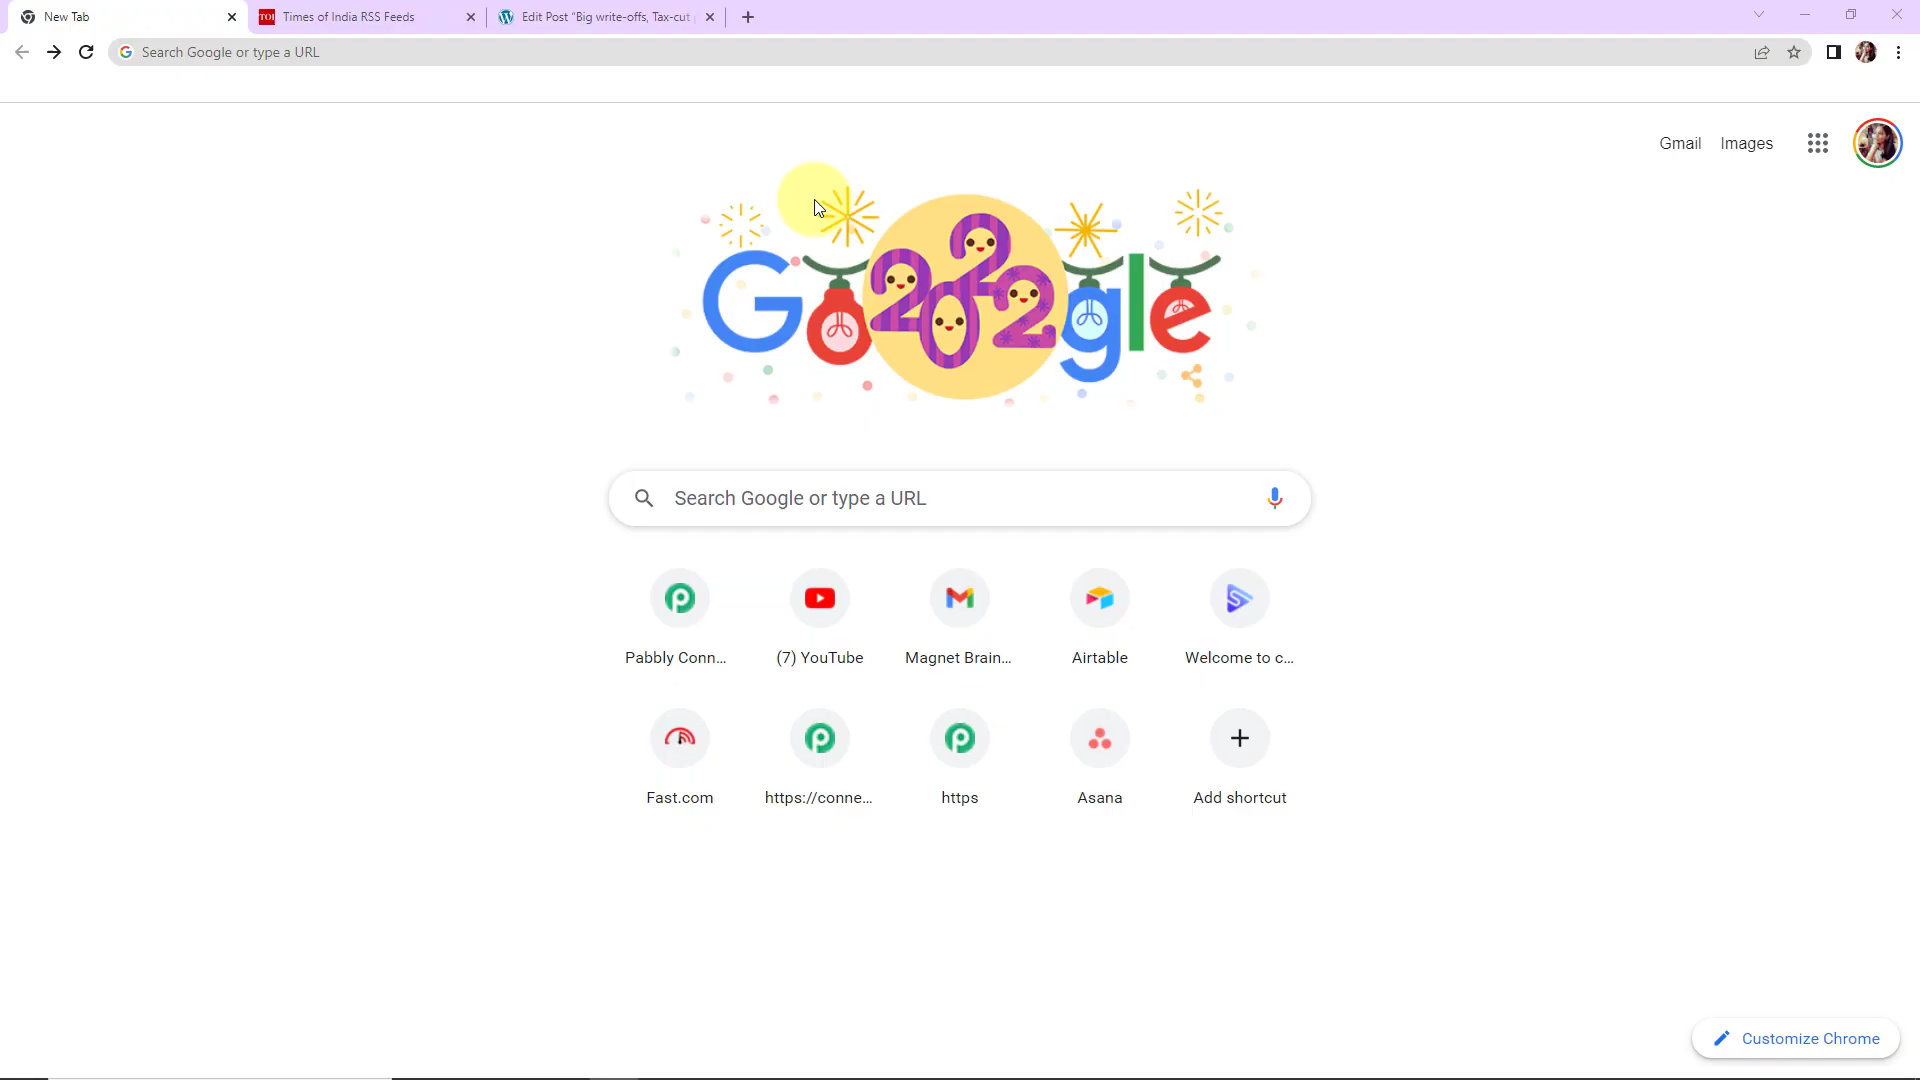 New Tab
TOI Times of India RSS Feeds
Edit Post "Big write-offs, Tax-cut
Search Google or type a URL
Gmail Images
G 2022 gle
Search Google or type a URL
Pabbly Conn... (7) YouTube Magnet Brain... Airtable Welcome to c...
Fast.com https://conne... https Asana Add shortcut
Customize Chrome